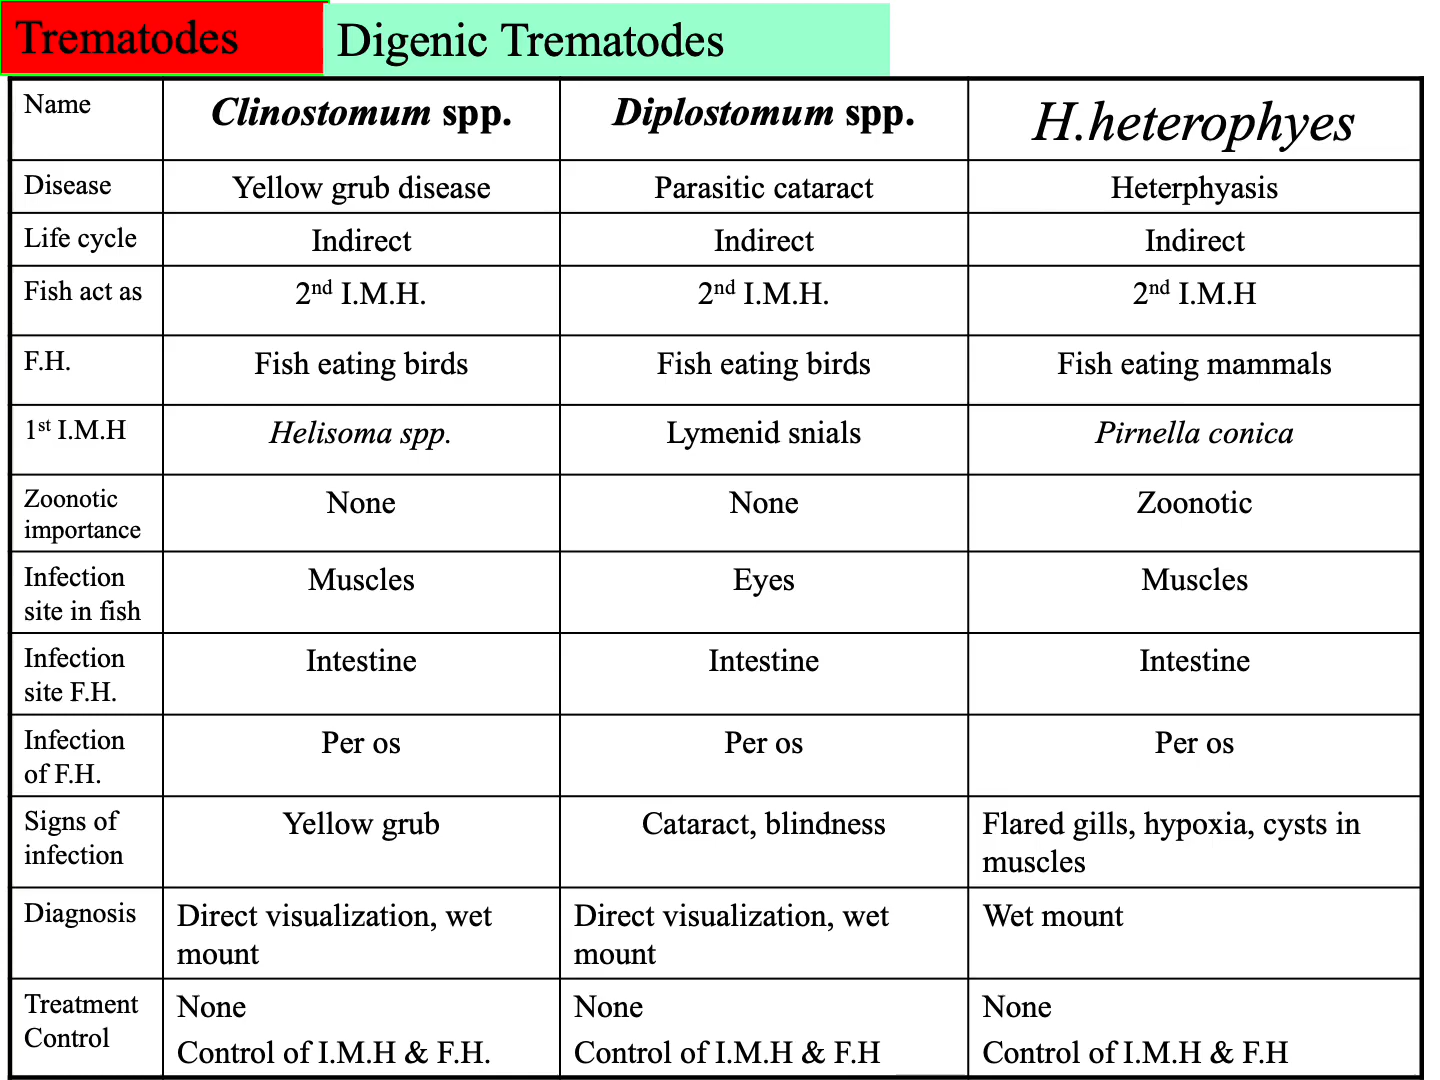 Trematodes
Digenic Trematodes
Name
Clinostomum spp.
Diplostomum spp.
H.heterophyes
Disease
Yellow grub disease
Parasitic cataract
Heterphyasis
Life cycle
Indirect
Indirect
Indirect
Fish act as
2nd I.M.H.
2nd I.M.H.
2nd I.M.H
F.H.
Fish eating birds
Fish eating birds
Fish eating mammals
1st I.M.H
Helisoma spp.
Lymenid snials
Pirnella conica
Zoonotic
importance
None
None
Zoonotic
Infection
site in fish
Muscles
Eyes
Muscles
Infection
site F.H.
Intestine
Intestine
Intestine
Infection
of F.H.
Per os
Per os
Per os
Signs of
infection
Yellow grub
Cataract, blindness
Flared gills, hypoxia, cysts in
muscles
Diagnosis
Direct visualization, wet
mount
Direct visualization, wet
mount
Wet mount
Treatment
Control
None
Control of I.M.H & F.H.
None
Control of I.M.H & F.H
None
Control of I.M.H & F.H